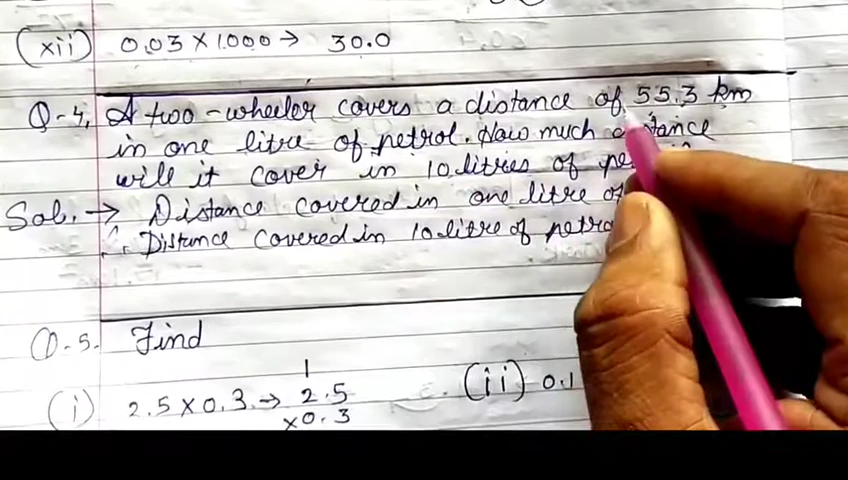 (xii) 0.03 X 1000 → 30.0
Q-4. A two-wheeler covers a distance of 55.3 km
in one litre of petrol. How much distance
will it cover in 10 litres of
Sol. → Distance covered in one litre of
∴ Distance covered in 10 litre of
Q-5. Find
(i) 2.5 X 0.3 → 2.5 (ii) 0.1
X 0.3